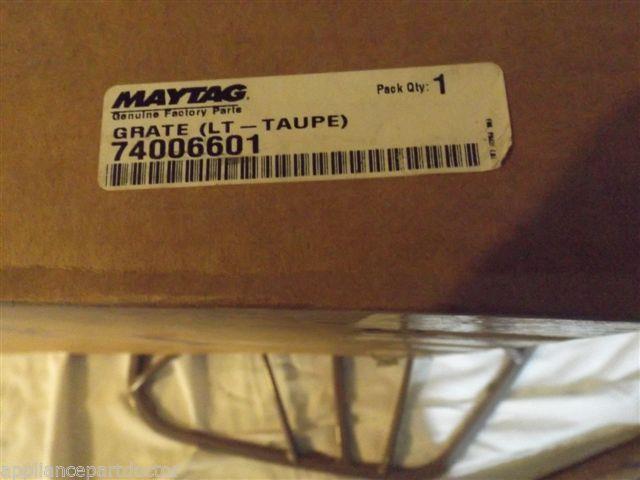 MAYTAG.
Genuine Factory Parts
Pack Qty: 1
GRATE (LT-TAUPE)
74006601
appliancepartdoctor